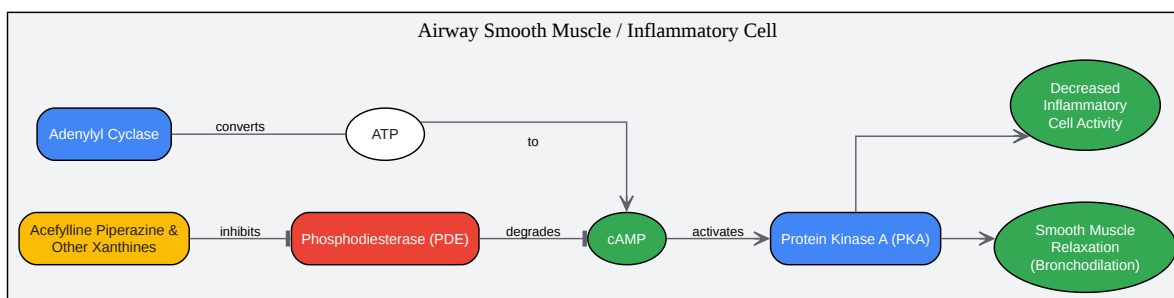 Airway Smooth Muscle / Inflammatory Cell
Decreased
Inflammatory
Cell Activity
Adenylyl Cyclase
converts
ATP
to
Acefylline Piperazine &
Other Xanthines
inhibits
Phosphodiesterase (PDE)
degrades
cAMP
activates
Protein Kinase A (PKA)
Smooth Muscle
Relaxation
(Bronchodilation)